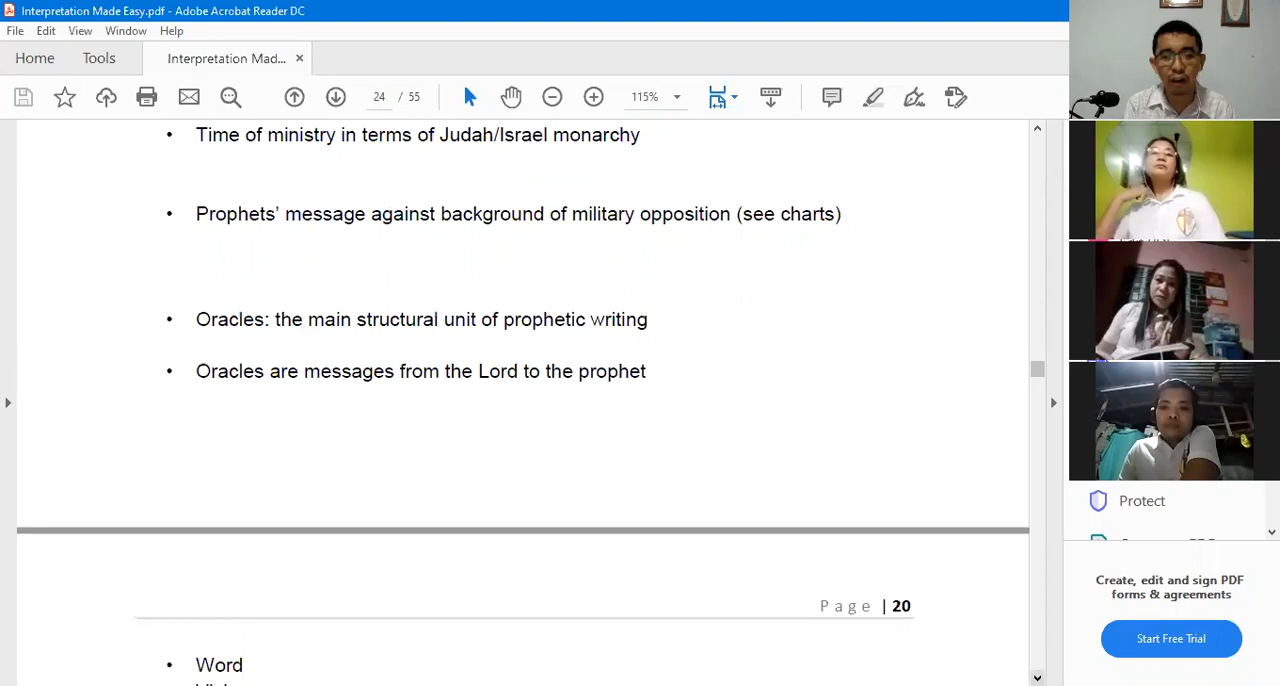 Interpretation Made Easy.pdf - Adobe Acrobat Reader DC
File Edit View Window Help
Home Tools Interpretation Mad... ×
24 / 55 115%
• Time of ministry in terms of Judah/Israel monarchy
• Prophets’ message against background of military opposition (see charts)
• Oracles: the main structural unit of prophetic writing
• Oracles are messages from the Lord to the prophet
Page | 20
• Word
Protect
Create, edit and sign PDF
forms & agreements
Start Free Trial